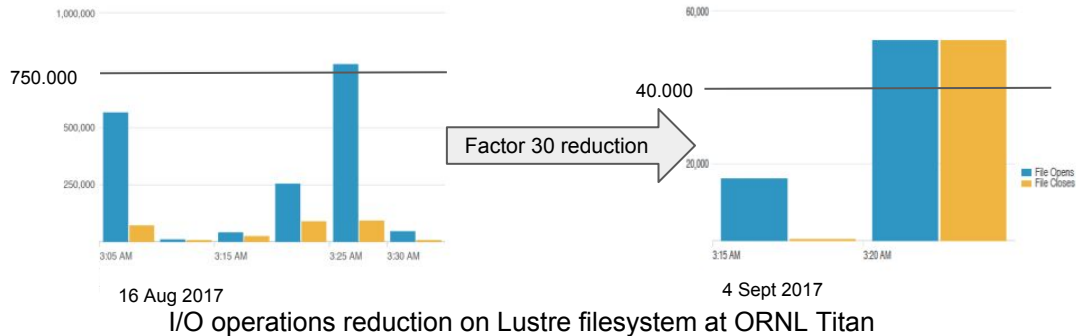 1,000,000
750.000
500,000
250,000
3:05 AM
3:15 AM
3:25 AM
3:30 AM
16 Aug 2017
Factor 30 reduction
60,000
40.000
20,000
File Opens
File Closes
3:15 AM
3:20 AM
4 Sept 2017
I/O operations reduction on Lustre filesystem at ORNL Titan